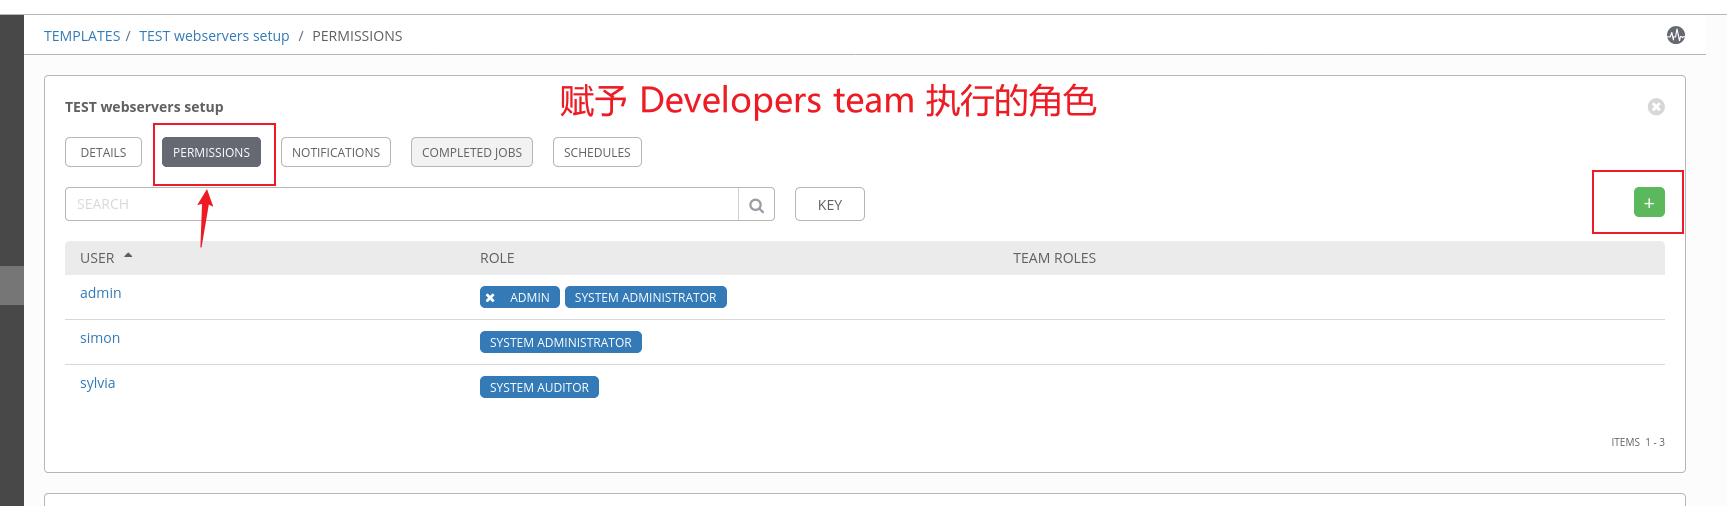 TEMPLATES / TEST webservers setup / PERMISSIONS
赋予 Developers team 执行的角色
TEST webservers setup
DETAILS PERMISSIONS NOTIFICATIONS COMPLETED JOBS SCHEDULES
SEARCH KEY +
USER ROLE TEAM ROLES
admin ADMIN SYSTEM ADMINISTRATOR
simon SYSTEM ADMINISTRATOR
sylvia SYSTEM AUDITOR
ITEMS 1 - 3